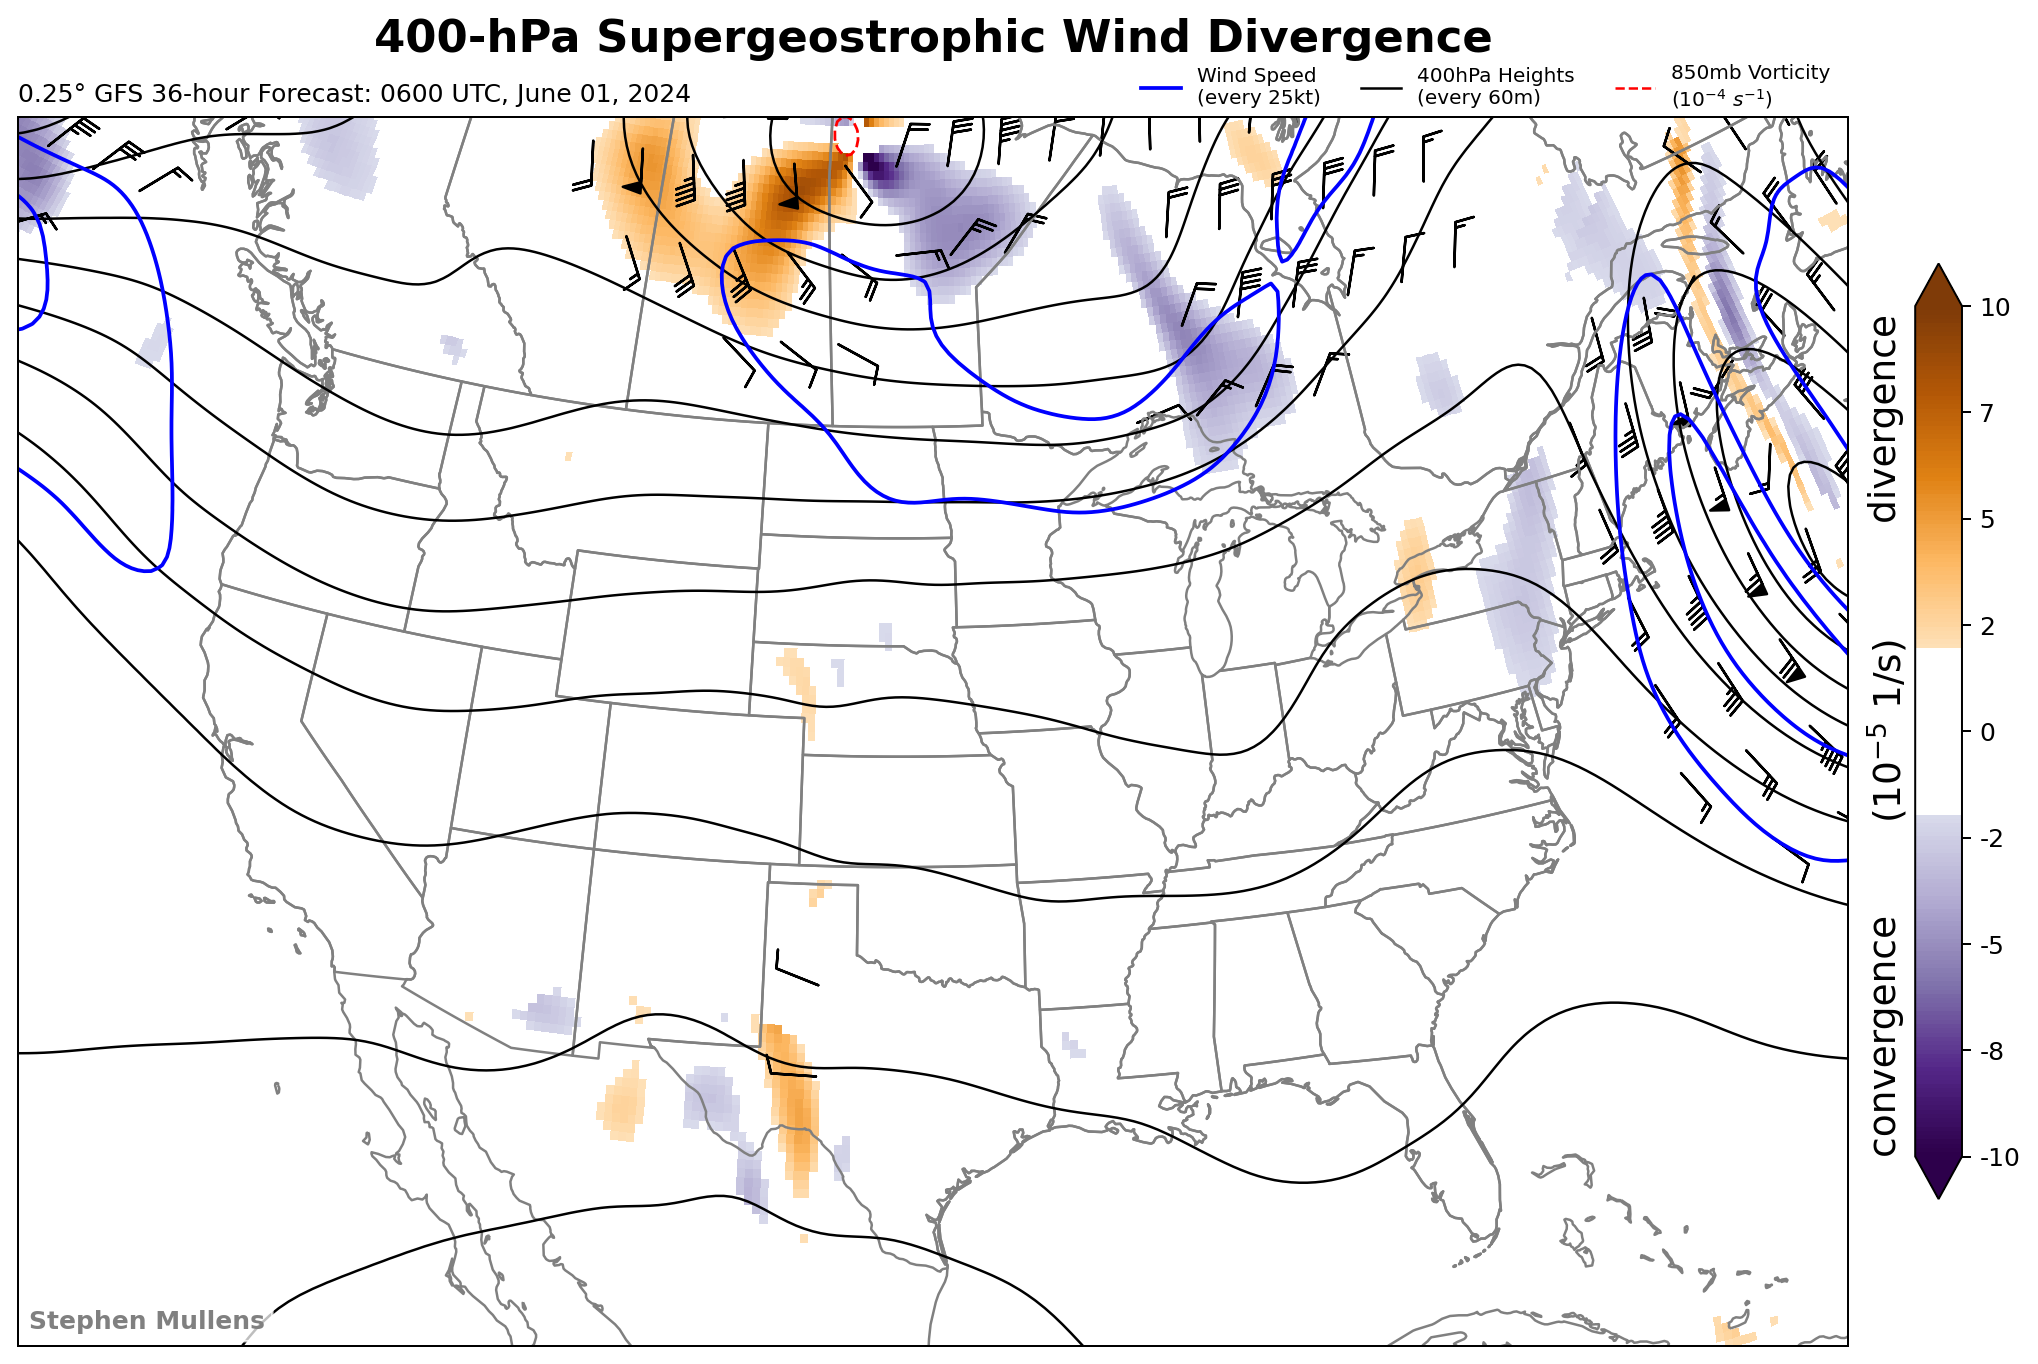 400-hPa Supergeostrophic Wind Divergence
0.25° GFS 36-hour Forecast: 0600 UTC, June 01, 2024
Wind Speed
(every 25kt)
400hPa Heights
(every 60m)
850mb Vorticity
(10⁻⁴ s⁻¹)
10
7
5
2
0
-2
-5
-8
-10
convergence (10⁻⁵ 1/s) divergence
Stephen Mullens